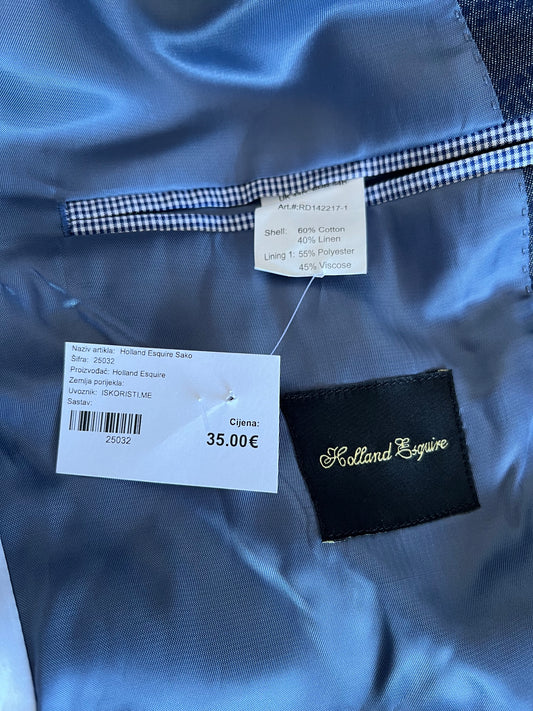 Art.#:RD142217-1
Shell: 60% Cotton
40% Linen
Lining 1: 55% Polyester
45% Viscose
Naziv artikla: Holland Esquire Sako
Šifra: 25032
Proizvođač: Holland Esquire
Zemlja porijekla:
Uvoznik: ISKORISTI.ME
Sastav:
Cijena:
35.00€
25032
Holland Esquire